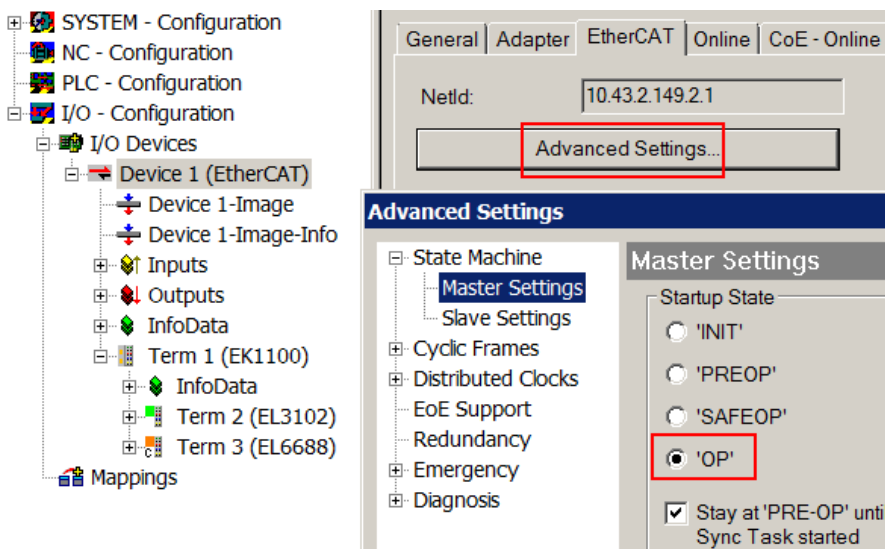 SYSTEM - Configuration
NC - Configuration
PLC - Configuration
I/O - Configuration
I/O Devices
Device 1 (EtherCAT)
Device 1-Image
Device 1-Image-Info
Inputs
Outputs
InfoData
Term 1 (EK1100)
InfoData
Term 2 (EL3102)
Term 3 (EL6688)
Mappings
General Adapter EtherCAT Online CoE - Online
NetId: 10.43.2.149.2.1
Advanced Settings...
Advanced Settings
State Machine
Master Settings
Slave Settings
Cyclic Frames
Distributed Clocks
EoE Support
Redundancy
Emergency
Diagnosis
Master Settings
Startup State
'INIT'
'PREOP'
'SAFEOP'
'OP'
Stay at 'PRE-OP' unti
Sync Task started